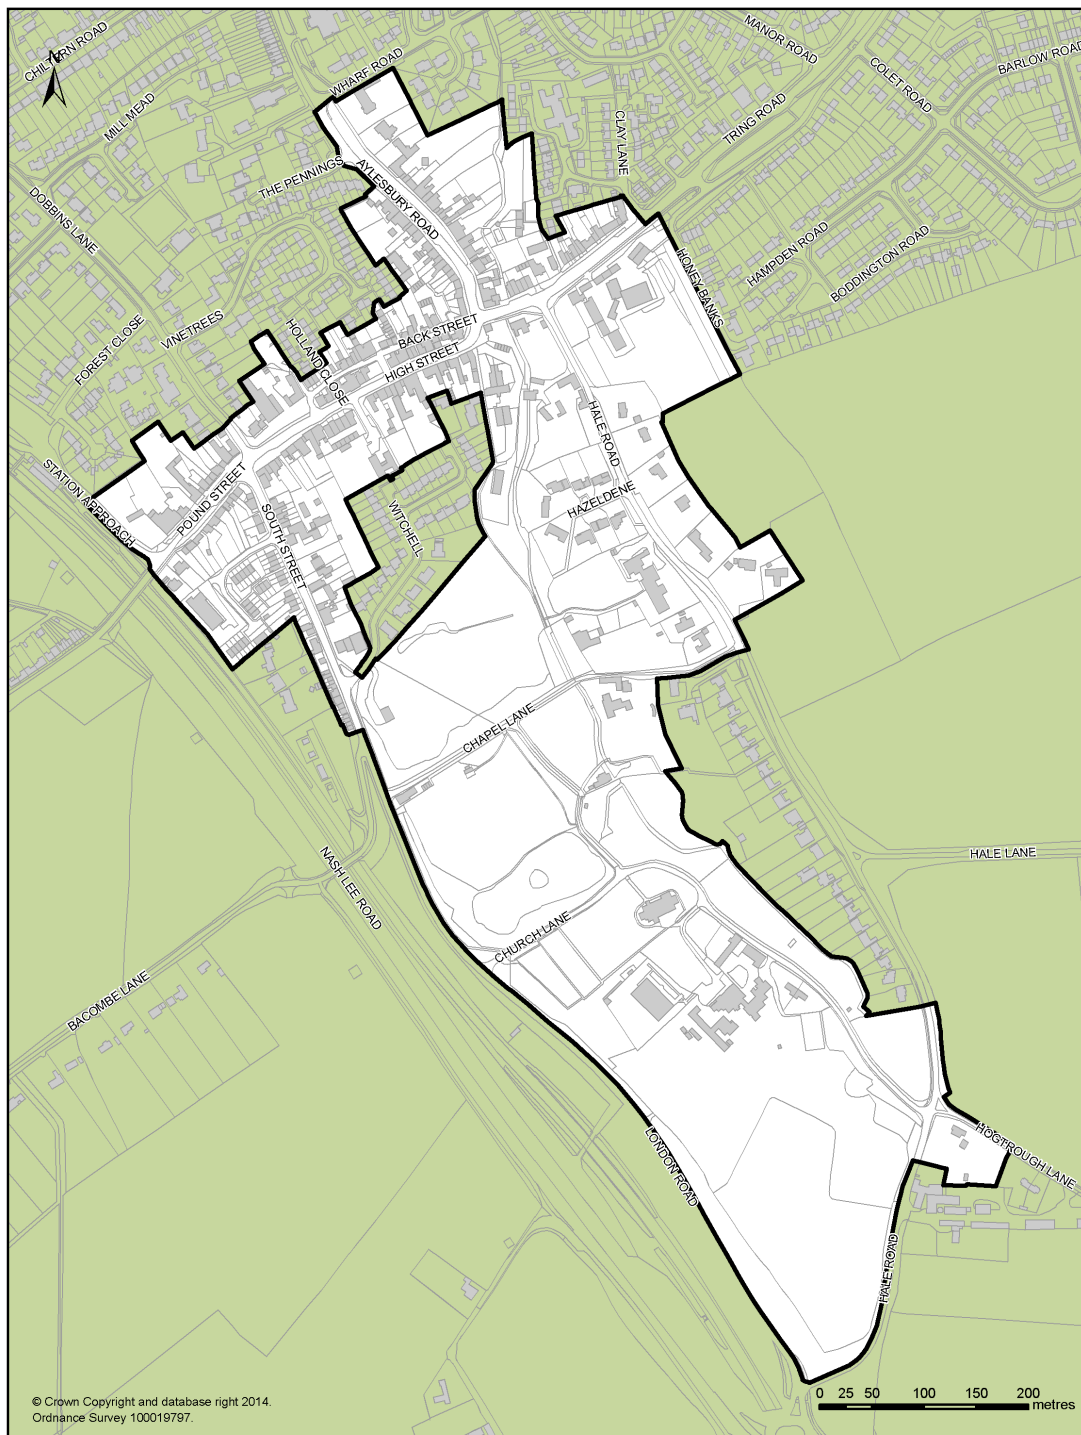 CHILTERN ROAD
N
WHARF ROAD
MANOR ROAD
COLET ROAD
BARLOW ROAD
MILL MEAD
CLAY LANE
TRING ROAD
THE PENNINGS
AYLESBURY ROAD
DOBBINS LANE
HONEY BANKS
HAMPDEN ROAD
BODDINGTON ROAD
FOREST CLOSE
VINETREES
HOLLAND CLOSE
BACK STREET
HIGH STREET
HALE ROAD
STATION APPROACH
POUND STREET
SOUTH STREET
WITCHELL
HAZELDENE
CHAPEL LANE
NASH LEE ROAD
HALE LANE
CHURCH LANE
BACOMBE LANE
LONDON ROAD
HOGTROUGH LANE
HALE ROAD
© Crown Copyright and database right 2014.
Ordnance Survey 100019797.
0 25 50 100 150 200
metres